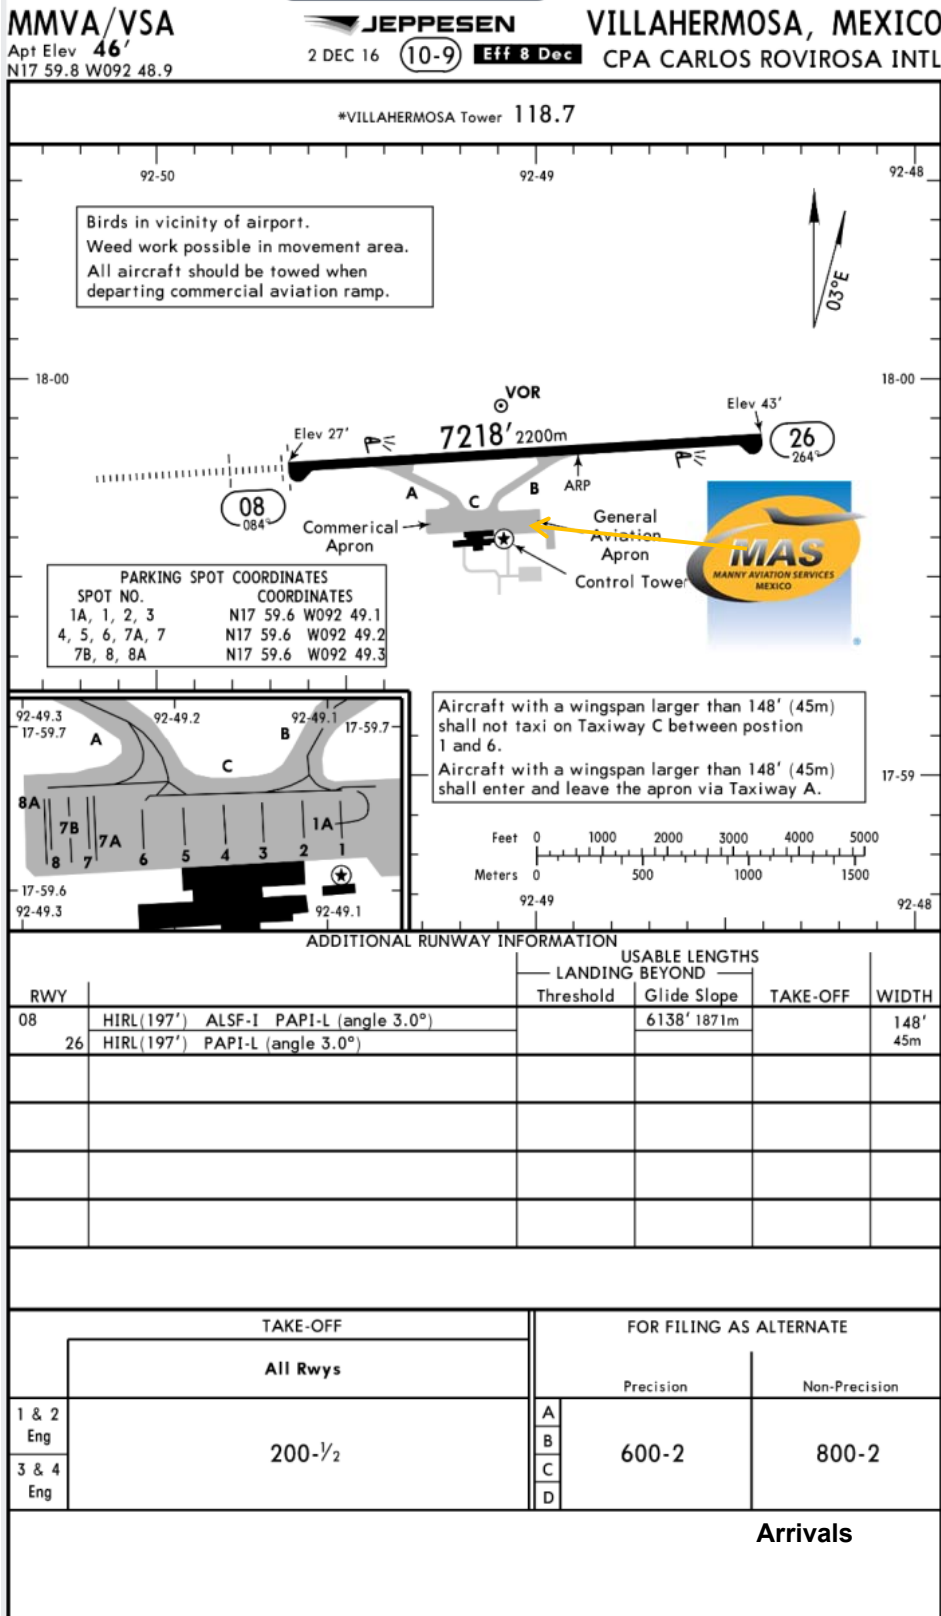 MMVA/VSA
Apt Elev 46'
N17 59.8 W092 48.9
JEPPESEN
2 DEC 16 10-9 Eff 8 Dec
VILLAHERMOSA, MEXICO
CPA CARLOS ROVIROSA INTL
*VILLAHERMOSA Tower 118.7
92-50 92-49 92-48
Birds in vicinity of airport.
Weed work possible in movement area.
All aircraft should be towed when
departing commercial aviation ramp.
03°E
18-00 18-00
VOR
Elev 27'
7218' 2200m
Elev 43'
26
264°
08
084°
A
C
B
ARP
Commerical
Apron
General
Aviation
Apron
Control Tower
MAS
MANNY AVIATION SERVICES
MEXICO
®
PARKING SPOT COORDINATES
SPOT NO. COORDINATES
1A, 1, 2, 3 N17 59.6 W092 49.1
4, 5, 6, 7A, 7 N17 59.6 W092 49.2
7B, 8, 8A N17 59.6 W092 49.3
92-49.3 92-49.2 92-49.1
17-59.7 17-59.7
A
B
C
8A
7B
7A
1A
8 7 6 5 4 3 2 1
17-59.6
92-49.3 92-49.1
Aircraft with a wingspan larger than 148' (45m)
shall not taxi on Taxiway C between postion
1 and 6.
Aircraft with a wingspan larger than 148' (45m)
shall enter and leave the apron via Taxiway A.
17-59
Feet 0 1000 2000 3000 4000 5000
Meters 0 500 1000 1500
92-49 92-48
ADDITIONAL RUNWAY INFORMATION
USABLE LENGTHS
LANDING BEYOND
RWY Threshold Glide Slope TAKE-OFF WIDTH
08 HIRL(197') ALSF-I PAPI-L (angle 3.0°) 6138' 1871m 148'
26 HIRL(197') PAPI-L (angle 3.0°) 45m
TAKE-OFF
All Rwys
FOR FILING AS ALTERNATE
Precision Non-Precision
1 & 2
Eng
3 & 4
Eng
200-½
A
B
C
D
600-2 800-2
Arrivals